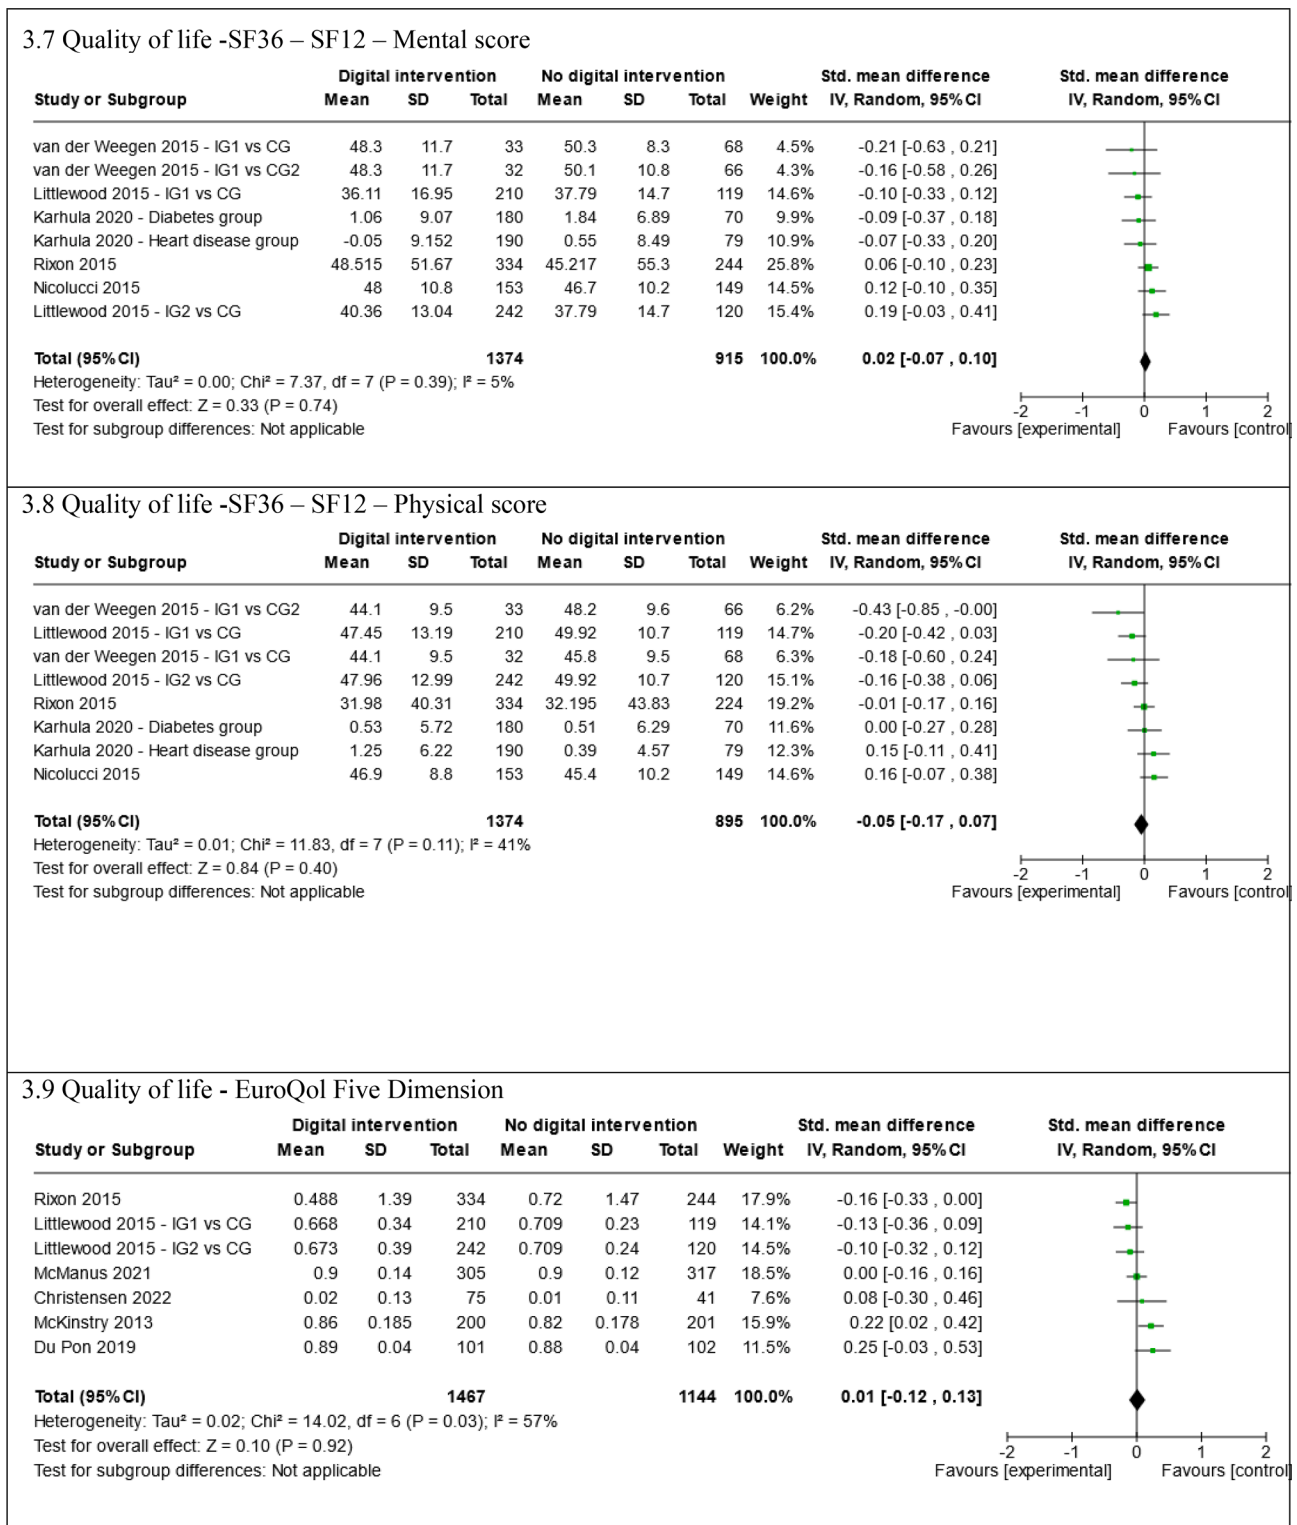 3.7 Quality of life -SF36 – SF12 – Mental score
Digital intervention No digital intervention Std. mean difference Std. mean difference
Study or Subgroup Mean SD Total Mean SD Total Weight IV, Random, 95%CI IV, Random, 95%CI
van der Weegen 2015 - IG1 vs CG 48.3 11.7 33 50.3 8.3 68 4.5% -0.21 [-0.63 , 0.21]
van der Weegen 2015 - IG1 vs CG2 48.3 11.7 32 50.1 10.8 66 4.3% -0.16 [-0.58 , 0.26]
Littlewood 2015 - IG1 vs CG 36.11 16.95 210 37.79 14.7 119 14.6% -0.10 [-0.33 , 0.12]
Karhula 2020 - Diabetes group 1.06 9.07 180 1.84 6.89 70 9.9% -0.09 [-0.37 , 0.18]
Karhula 2020 - Heart disease group -0.05 9.152 190 0.55 8.49 79 10.9% -0.07 [-0.33 , 0.20]
Rixon 2015 48.515 51.67 334 45.217 55.3 244 25.8% 0.06 [-0.10 , 0.23]
Nicolucci 2015 48 10.8 153 46.7 10.2 149 14.5% 0.12 [-0.10 , 0.35]
Littlewood 2015 - IG2 vs CG 40.36 13.04 242 37.79 14.7 120 15.4% 0.19 [-0.03 , 0.41]
Total (95%CI) 1374 915 100.0% 0.02 [-0.07 , 0.10]
Heterogeneity: Tau² = 0.00; Chi² = 7.37, df = 7 (P = 0.39); I² = 5%
Test for overall effect: Z = 0.33 (P = 0.74)
Test for subgroup differences: Not applicable
-2 -1 0 1 2
Favours [experimental] Favours [control]
3.8 Quality of life -SF36 – SF12 – Physical score
Digital intervention No digital intervention Std. mean difference Std. mean difference
Study or Subgroup Mean SD Total Mean SD Total Weight IV, Random, 95%CI IV, Random, 95%CI
van der Weegen 2015 - IG1 vs CG2 44.1 9.5 33 48.2 9.6 66 6.2% -0.43 [-0.85 , -0.00]
Littlewood 2015 - IG1 vs CG 47.45 13.19 210 49.92 10.7 119 14.7% -0.20 [-0.42 , 0.03]
van der Weegen 2015 - IG1 vs CG 44.1 9.5 32 45.8 9.5 68 6.3% -0.18 [-0.60 , 0.24]
Littlewood 2015 - IG2 vs CG 47.96 12.99 242 49.92 10.7 120 15.1% -0.16 [-0.38 , 0.06]
Rixon 2015 31.98 40.31 334 32.195 43.83 224 19.2% -0.01 [-0.17 , 0.16]
Karhula 2020 - Diabetes group 0.53 5.72 180 0.51 6.29 70 11.6% 0.00 [-0.27 , 0.28]
Karhula 2020 - Heart disease group 1.25 6.22 190 0.39 4.57 79 12.3% 0.15 [-0.11 , 0.41]
Nicolucci 2015 46.9 8.8 153 45.4 10.2 149 14.6% 0.16 [-0.07 , 0.38]
Total (95%CI) 1374 895 100.0% -0.05 [-0.17 , 0.07]
Heterogeneity: Tau² = 0.01; Chi² = 11.83, df = 7 (P = 0.11); I² = 41%
Test for overall effect: Z = 0.84 (P = 0.40)
Test for subgroup differences: Not applicable
-2 -1 0 1 2
Favours [experimental] Favours [control]
3.9 Quality of life - EuroQol Five Dimension
Digital intervention No digital intervention Std. mean difference Std. mean difference
Study or Subgroup Mean SD Total Mean SD Total Weight IV, Random, 95%CI IV, Random, 95%CI
Rixon 2015 0.488 1.39 334 0.72 1.47 244 17.9% -0.16 [-0.33 , 0.00]
Littlewood 2015 - IG1 vs CG 0.668 0.34 210 0.709 0.23 119 14.1% -0.13 [-0.36 , 0.09]
Littlewood 2015 - IG2 vs CG 0.673 0.39 242 0.709 0.24 120 14.5% -0.10 [-0.32 , 0.12]
McManus 2021 0.9 0.14 305 0.9 0.12 317 18.5% 0.00 [-0.16 , 0.16]
Christensen 2022 0.02 0.13 75 0.01 0.11 41 7.6% 0.08 [-0.30 , 0.46]
McKinstry 2013 0.86 0.185 200 0.82 0.178 201 15.9% 0.22 [0.02 , 0.42]
Du Pon 2019 0.89 0.04 101 0.88 0.04 102 11.5% 0.25 [-0.03 , 0.53]
Total (95%CI) 1467 1144 100.0% 0.01 [-0.12 , 0.13]
Heterogeneity: Tau² = 0.02; Chi² = 14.02, df = 6 (P = 0.03); I² = 57%
Test for overall effect: Z = 0.10 (P = 0.92)
Test for subgroup differences: Not applicable
-2 -1 0 1 2
Favours [experimental] Favours [control]